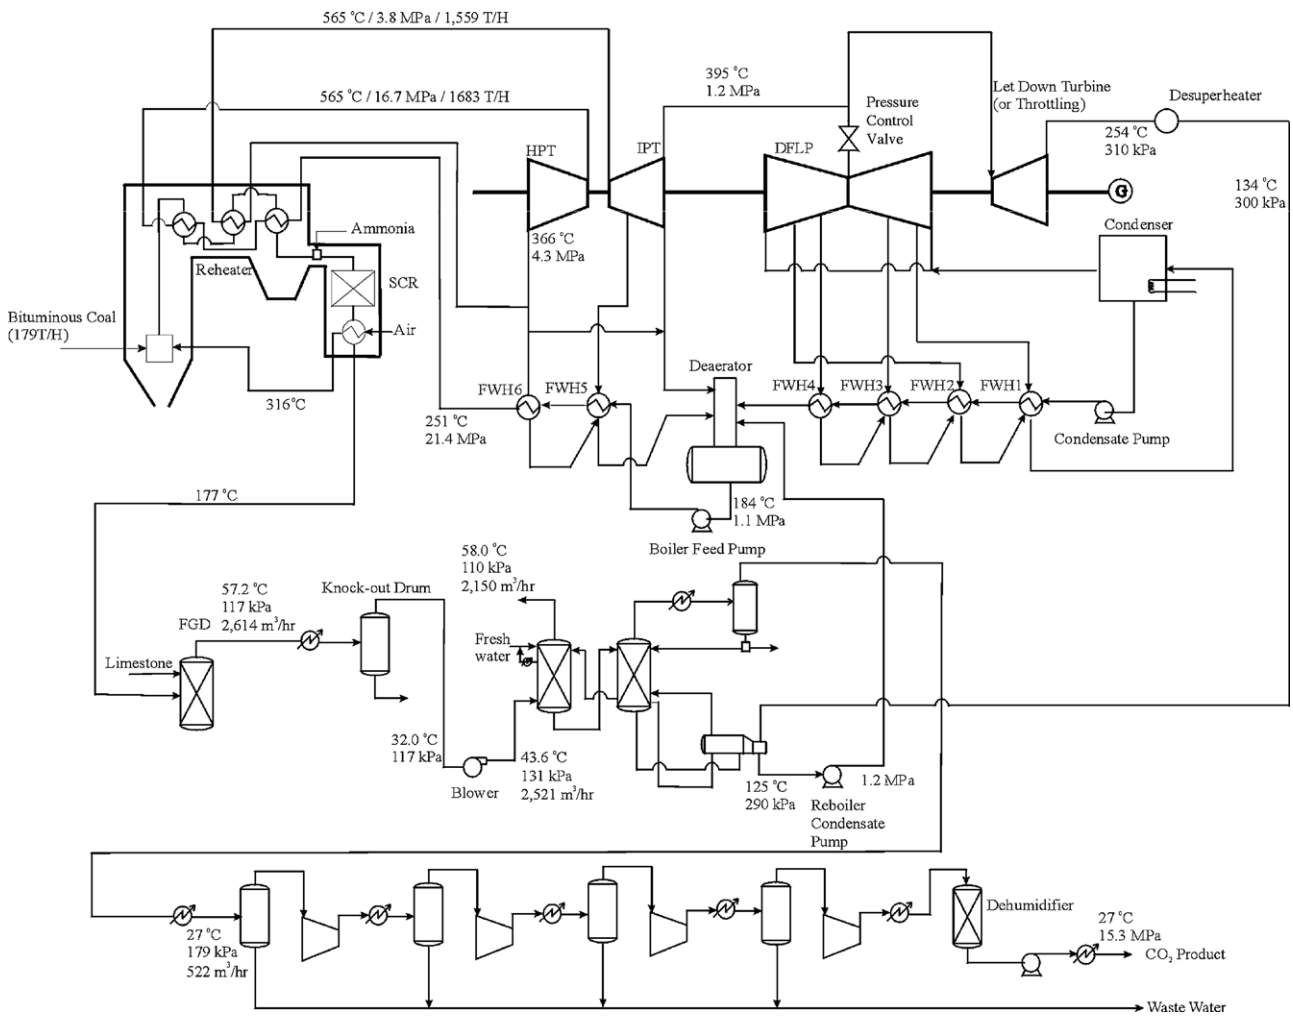 565 °C / 3.8 MPa / 1,559 T/H
565 °C / 16.7 MPa / 1683 T/H
395 °C
1.2 MPa
Pressure
Control
Valve
Let Down Turbine
(or Throttling)
Desuperheater
254 °C
310 kPa
134 °C
300 kPa
HPT
IPT
DFLP
G
Condenser
Ammonia
366 °C
4.3 MPa
Reheater
SCR
Bituminous Coal
(179T/H)
Air
316°C
Deaerator
FWH6
FWH5
FWH4
FWH3
FWH2
FWH1
251 °C
21.4 MPa
Condensate Pump
177 °C
184 °C
1.1 MPa
Boiler Feed Pump
58.0 °C
110 kPa
2,150 m³/hr
57.2 °C
117 kPa
2,614 m³/hr
Knock-out Drum
FGD
Limestone
Fresh
water
32.0 °C
117 kPa
Blower
43.6 °C
131 kPa
2,521 m³/hr
125 °C
290 kPa
1.2 MPa
Reboiler
Condensate
Pump
27 °C
179 kPa
522 m³/hr
Dehumidifier
27 °C
15.3 MPa
CO₂ Product
Waste Water